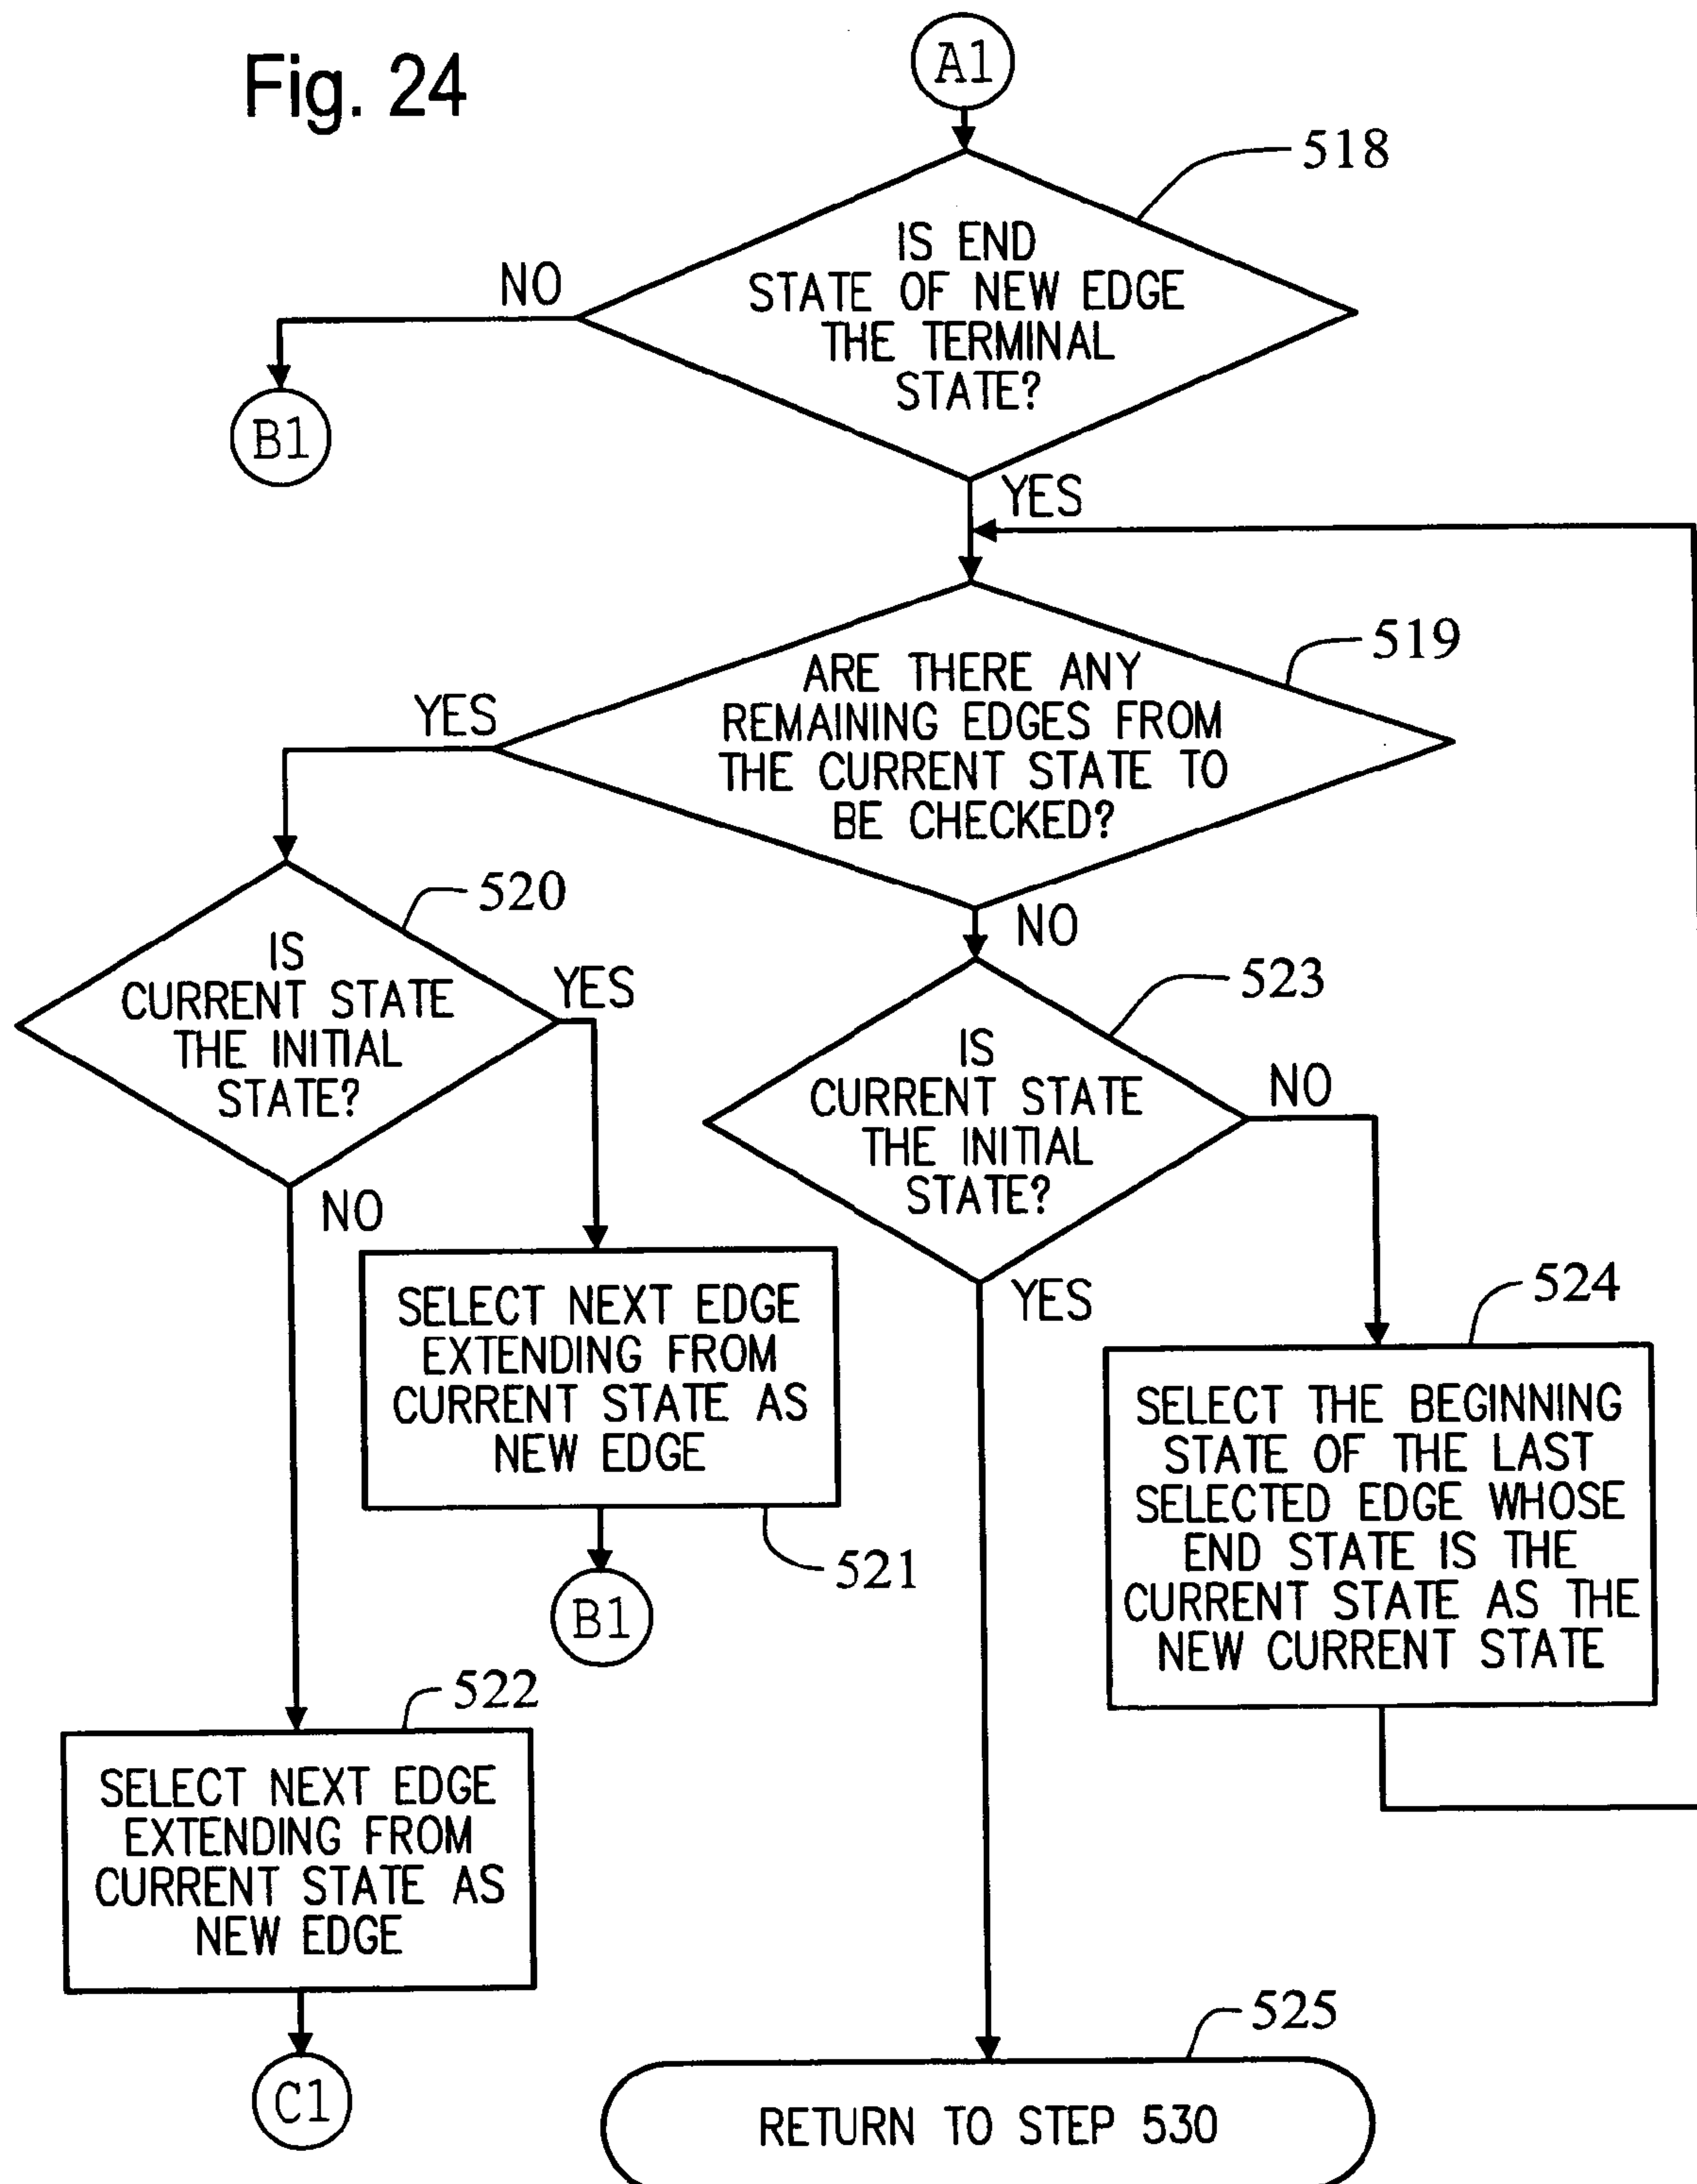 Fig. 24
A1
518
IS END
STATE OF NEW EDGE
THE TERMINAL
STATE?
NO
B1
YES
519
ARE THERE ANY
REMAINING EDGES FROM
THE CURRENT STATE TO
BE CHECKED?
YES
NO
520
IS
CURRENT STATE
THE INITIAL
STATE?
YES
NO
523
IS
CURRENT STATE
THE INITIAL
STATE?
NO
YES
SELECT NEXT EDGE
EXTENDING FROM
CURRENT STATE AS
NEW EDGE
521
B1
524
SELECT THE BEGINNING
STATE OF THE LAST
SELECTED EDGE WHOSE
END STATE IS THE
CURRENT STATE AS THE
NEW CURRENT STATE
522
SELECT NEXT EDGE
EXTENDING FROM
CURRENT STATE AS
NEW EDGE
C1
525
RETURN TO STEP 530